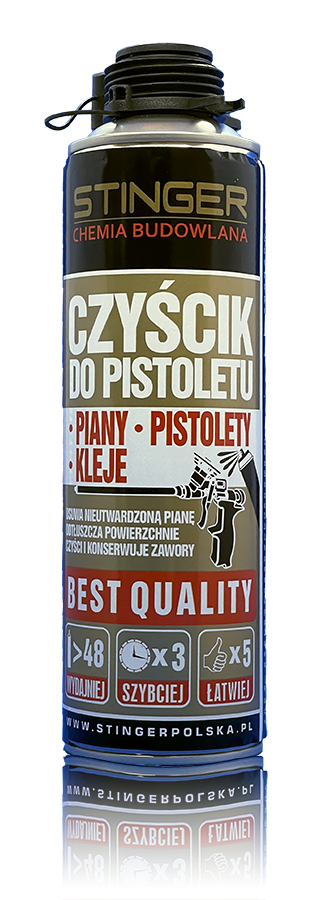 STINGER
CHEMIA BUDOWLANA
CZYŚCIK
DO PISTOLETU
· PIANY · PISTOLETY
· KLEJE
USUWA NIEUTWARDZONĄ PIANĘ
ODTŁUSZCZA POWIERZCHNIE
CZYŚCI I KONSERWUJE ZAWORY
BEST QUALITY
>48 x3 x5
WYDAJNIEJ SZYBCIEJ ŁATWIEJ
WWW.STINGERPOLSKA.PL